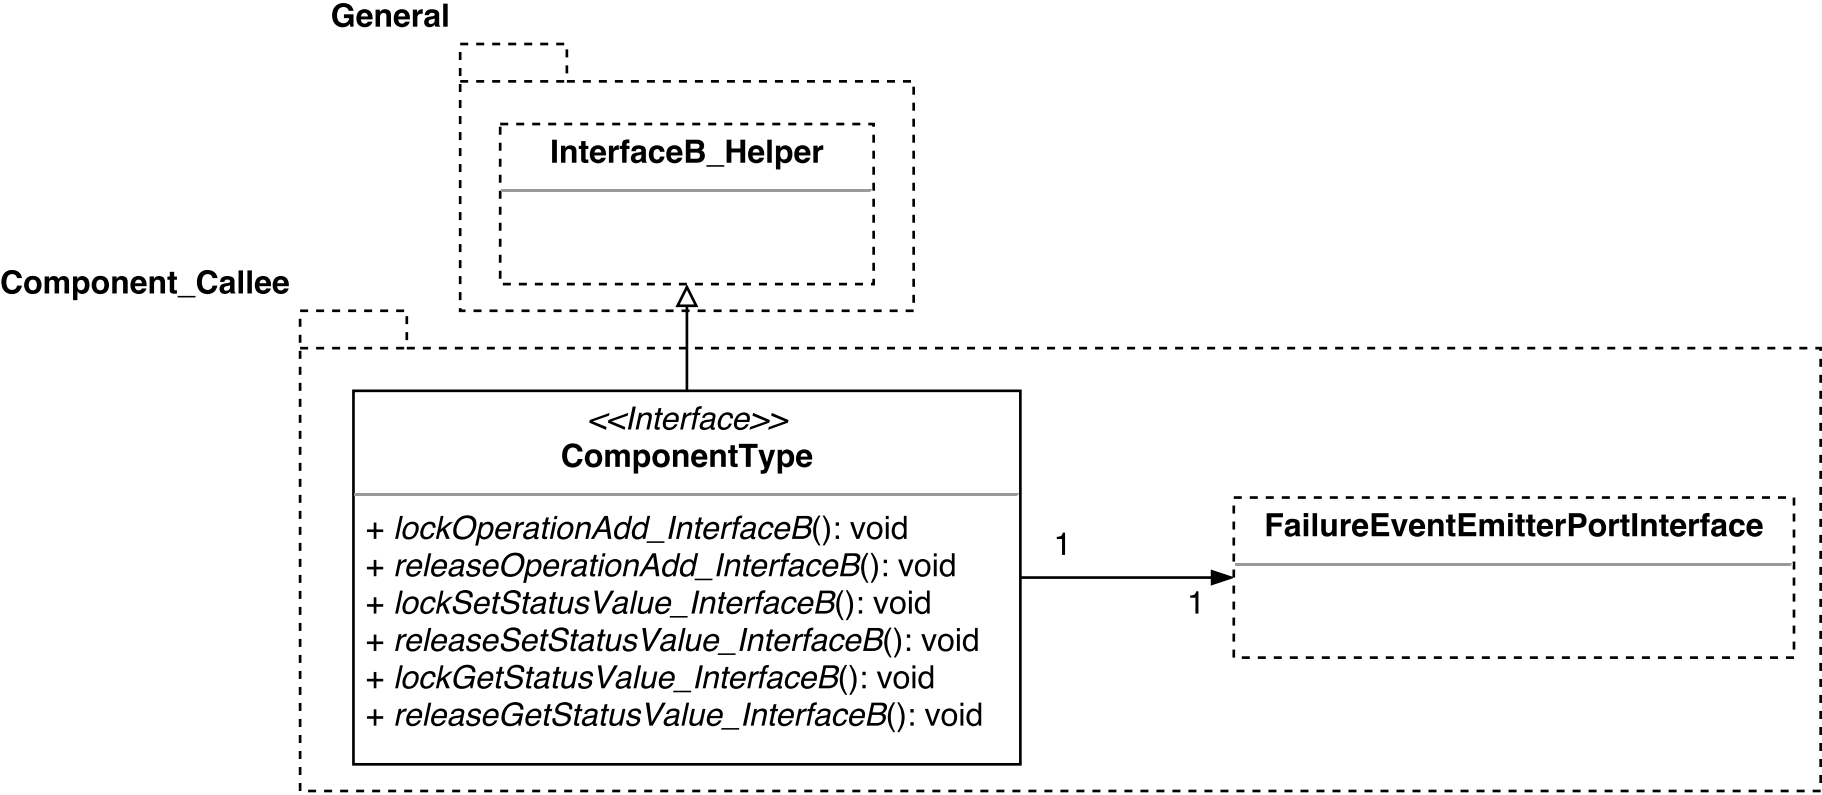 General
InterfaceB_Helper
Component_Callee
<<Interface>>
ComponentType
+ lockOperationAdd_InterfaceB(): void
+ releaseOperationAdd_InterfaceB(): void
+ lockSetStatusValue_InterfaceB(): void
+ releaseSetStatusValue_InterfaceB(): void
+ lockGetStatusValue_InterfaceB(): void
+ releaseGetStatusValue_InterfaceB(): void
1
1
FailureEventEmitterPortInterface